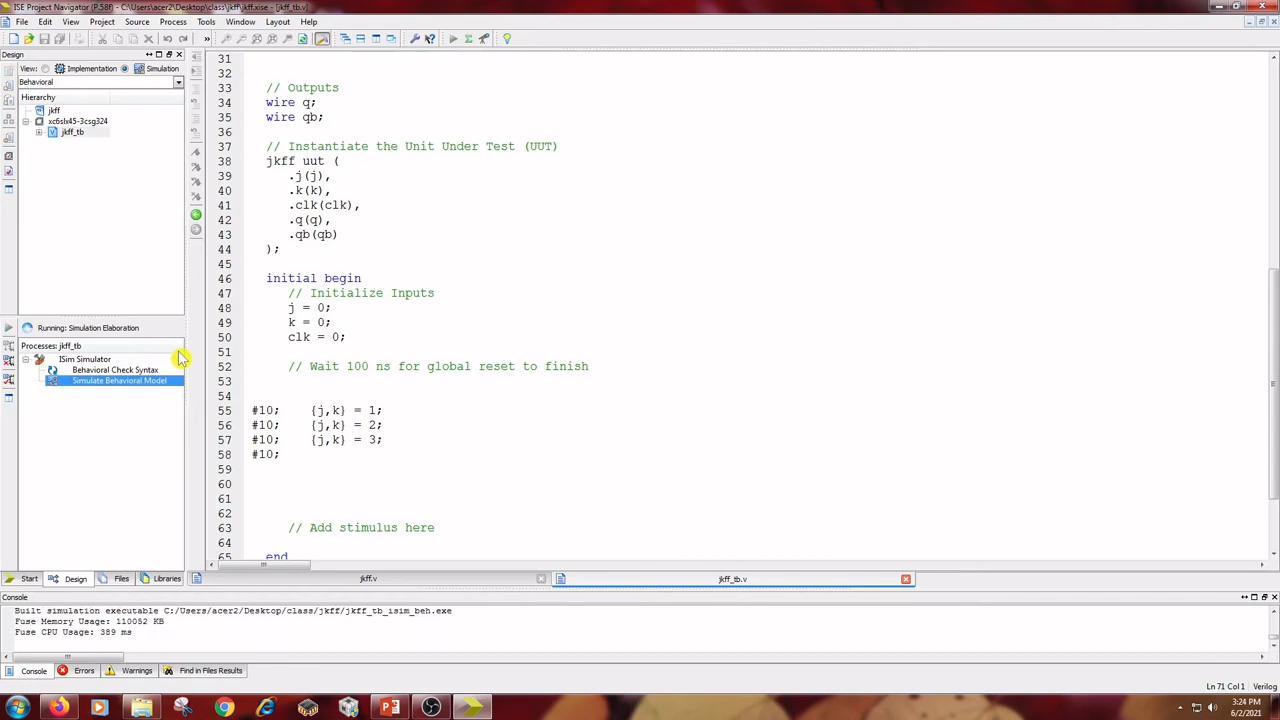 ISE Project Navigator (P.58f) - C:\Users\acer2\Desktop\class\jkff\jkff.xise - [jkff_tb.v]
File Edit View Project Source Process Tools Window Layout Help
Design
View: Implementation Simulation
Behavioral
Hierarchy
jkff
xc6slx45-3csg324
jkff_tb
Running: Simulation Elaboration
Processes: jkff_tb
ISim Simulator
Behavioral Check Syntax
Simulate Behavioral Model
Start Design Files Libraries
31
32
33 // Outputs
34 wire q;
35 wire qb;
36
37 // Instantiate the Unit Under Test (UUT)
38 jkff uut (
39 .j(j),
40 .k(k),
41 .clk(clk),
42 .q(q),
43 .qb(qb)
44 );
45
46 initial begin
47 // Initialize Inputs
48 j = 0;
49 k = 0;
50 clk = 0;
51
52 // Wait 100 ns for global reset to finish
53
54
55 #10; {j,k} = 1;
56 #10; {j,k} = 2;
57 #10; {j,k} = 3;
58 #10;
59
60
61
62
63 // Add stimulus here
64
65 end
jkff.v jkff_tb.v
Console
Built simulation executable C:/Users/acer2/Desktop/class/jkff/jkff_tb_isim_beh.exe
Fuse Memory Usage: 110052 KB
Fuse CPU Usage: 389 ms
Console Errors Warnings Find in Files Results
Ln 71 Col 1 Verilog
3:24 PM
6/2/2021